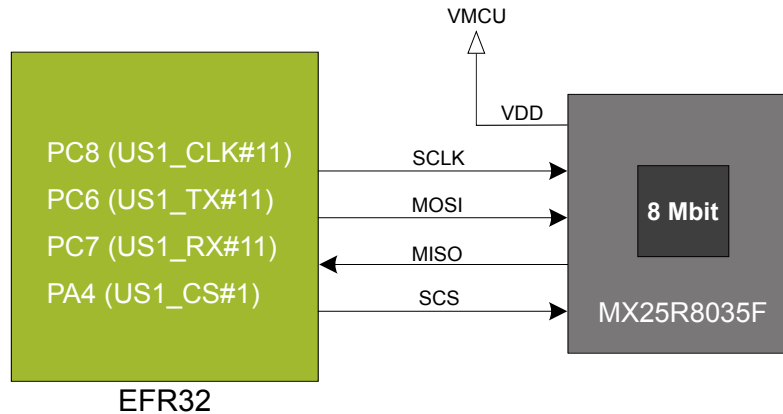 VMCU
VDD
PC8 (US1_CLK#11)
SCLK
PC6 (US1_TX#11)
MOSI
8 Mbit
PC7 (US1_RX#11)
MISO
PA4 (US1_CS#1)
SCS
MX25R8035F
EFR32